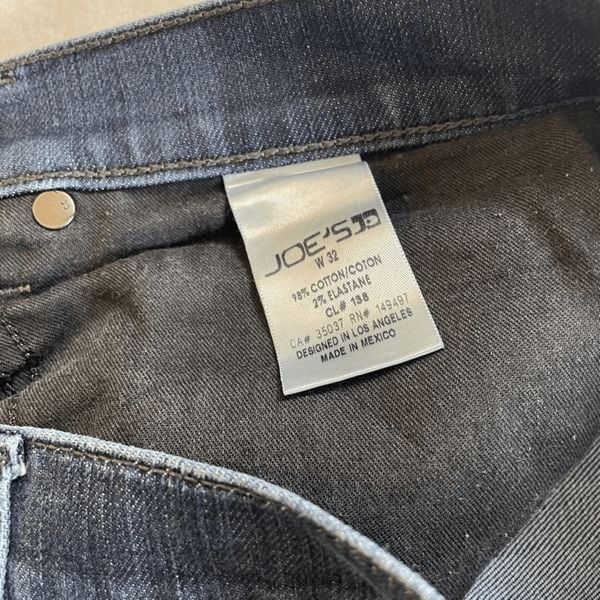 JOE'S
W 32
98% COTTON/COTON
2% ELASTANE
CL# 138
CA# 35037 RN# 149497
DESIGNED IN LOS ANGELES
MADE IN MEXICO